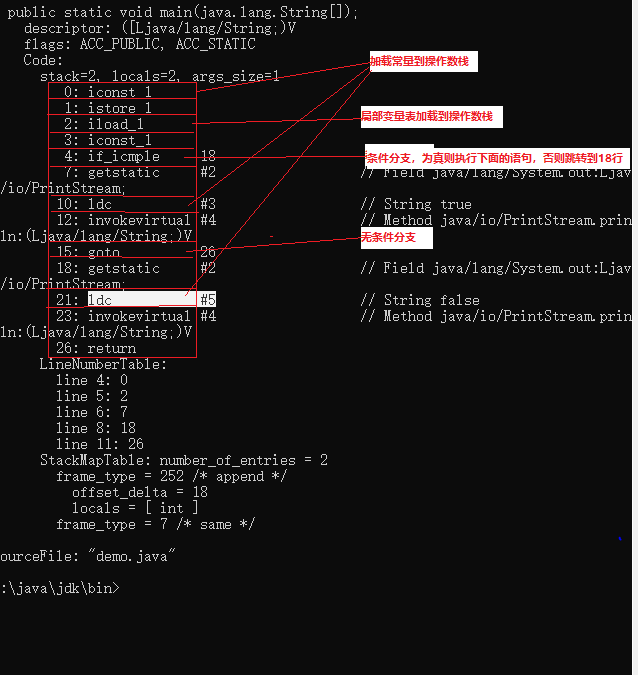 public static void main(java.lang.String[]);
descriptor: ([Ljava/lang/String;)V
flags: ACC_PUBLIC, ACC_STATIC
Code:
stack=2, locals=2, args_size=1
加载常量到操作数栈
0: iconst_1
1: istore_1
2: iload_1
局部变量表加载到操作数栈
3: iconst_1
4: if_icmple 18
条件分支，为真则执行下面的语句，否则跳转到18行
7: getstatic #2 // Field java/lang/System.out:Ljav
/io/PrintStream;
10: ldc #3 // String true
12: invokevirtual #4 // Method java/io/PrintStream.prin
ln:(Ljava/lang/String;)V
无条件分支
15: goto 26
18: getstatic #2 // Field java/lang/System.out:Ljav
/io/PrintStream;
21: ldc #5 // String false
23: invokevirtual #4 // Method java/io/PrintStream.prin
ln:(Ljava/lang/String;)V
26: return
LineNumberTable:
line 4: 0
line 5: 2
line 6: 7
line 8: 18
line 11: 26
StackMapTable: number_of_entries = 2
frame_type = 252 /* append */
offset_delta = 18
locals = [ int ]
frame_type = 7 /* same */
ourceFile: "demo.java"
:\java\jdk\bin>